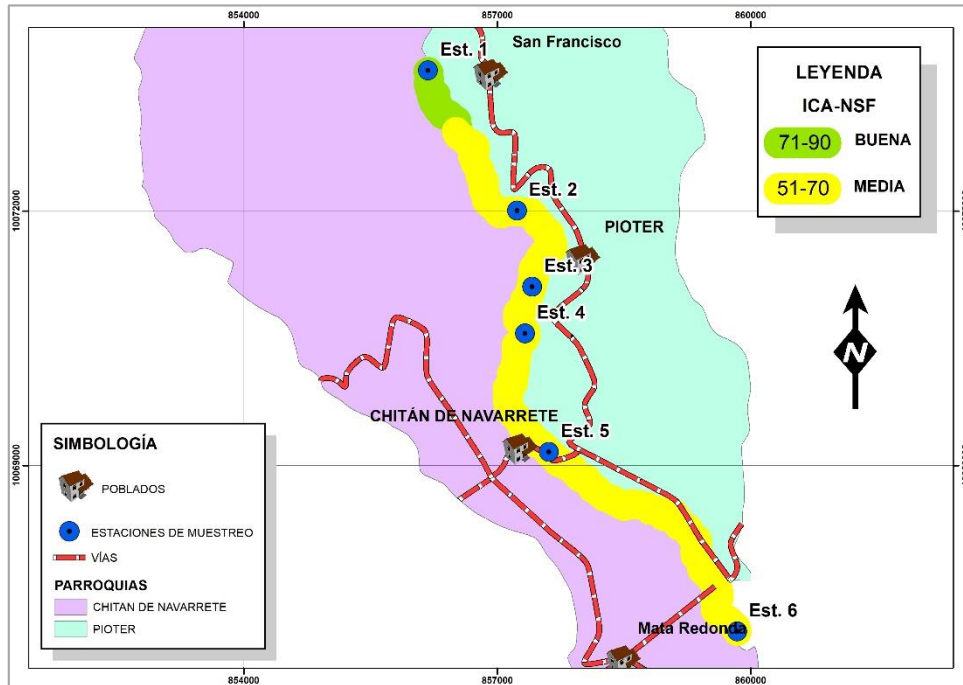 854000 857000 860000
San Francisco
Est. 1
LEYENDA
ICA-NSF
71-90 BUENA
51-70 MEDIA
10072000
Est. 2
PIOTER
Est. 3
Est. 4
N
CHITÁN DE NAVARRETE
Est. 5
10069000
SIMBOLOGÍA
POBLADOS
ESTACIONES DE MUESTREO
VÍAS
PARROQUIAS
CHITAN DE NAVARRETE
PIOTER
Est. 6
Mata Redonda
854000 857000 860000